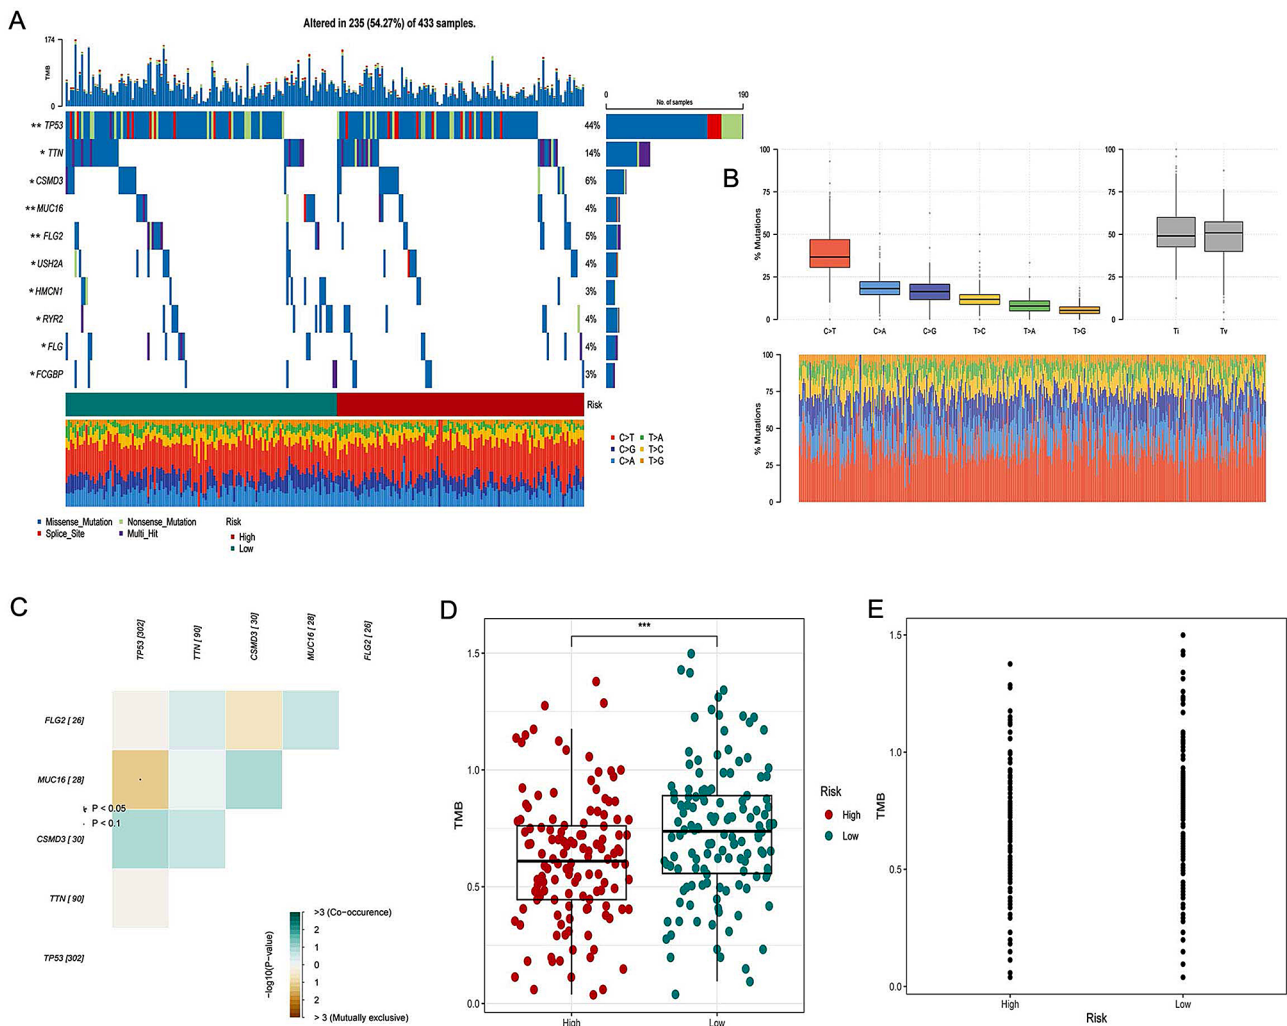 A
Altered in 235 (54.27%) of 433 samples.
174
TMB
0
0
190
No. of samples
** TP53
44%
* TTN
14%
* CSMD3
6%
** MUC16
4%
** FLG2
5%
* USH2A
4%
* HMCN1
3%
* RYR2
4%
* FLG
4%
* FCGBP
3%
Risk
C>T
T>A
C>G
T>C
C>A
T>G
Missense_Mutation
Nonsense_Mutation
Splice_Site
Multi_Hit
Risk
High
Low
B
% Mutations
100
75
50
25
0
C>T
C>A
C>G
T>C
T>A
T>G
100
75
50
25
0
Ti
Tv
% Mutations
100
75
50
25
0
C
TP53 [302]
TTN [ 90]
CSMD3 [ 30]
MUC16 [ 28]
FLG2 [ 26]
FLG2 [ 26]
MUC16 [ 28]
* P < 0.05
· P < 0.1
CSMD3 [ 30]
TTN [ 90]
TP53 [302]
−log10(P−value)
>3 (Co−occurence)
2
1
0
1
2
> 3 (Mutually exclusive)
D
***
TMB
1.5
1.0
0.5
0.0
High
Low
Risk
High
Low
E
TMB
1.5
1.0
0.5
0.0
High
Low
Risk